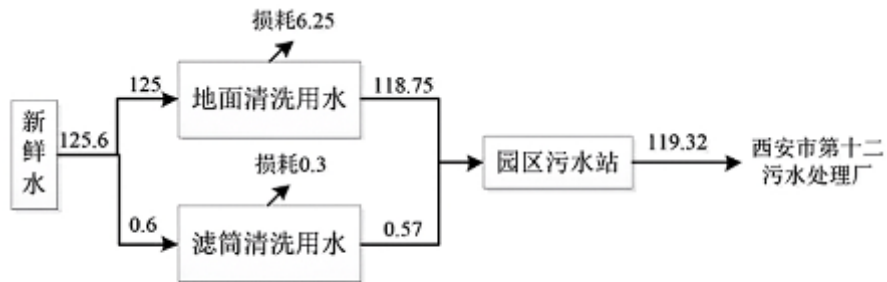 损耗6.25
125
地面清洗用水
118.75
新
鲜
水
125.6
园区污水站
119.32
西安市第十二
污水处理厂
损耗0.3
0.6
滤筒清洗用水
0.57